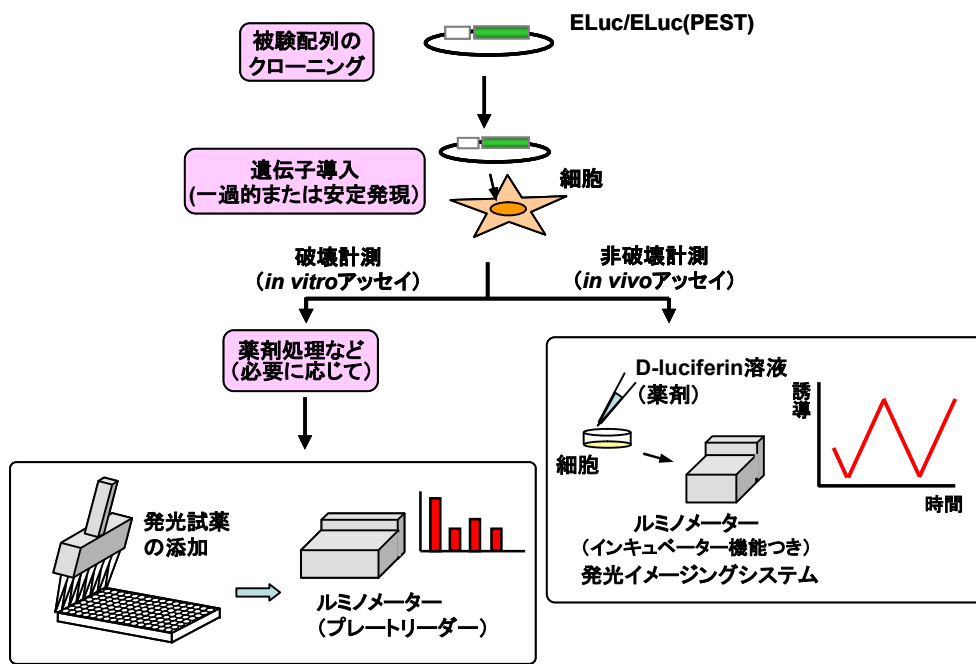 ELuc/ELuc(PEST)
被験配列の
クローニング
遺伝子導入
(一過的または安定発現)
細胞
破壊計測
（in vitroアッセイ）
非破壊計測
（in vivoアッセイ）
薬剤処理など
（必要に応じて）
発光試薬
の添加
ルミノメーター
（プレートリーダー）
D-luciferin溶液
（薬剤）
細胞
誘導
時間
ルミノメーター
（インキュベーター機能つき）
発光イメージングシステム